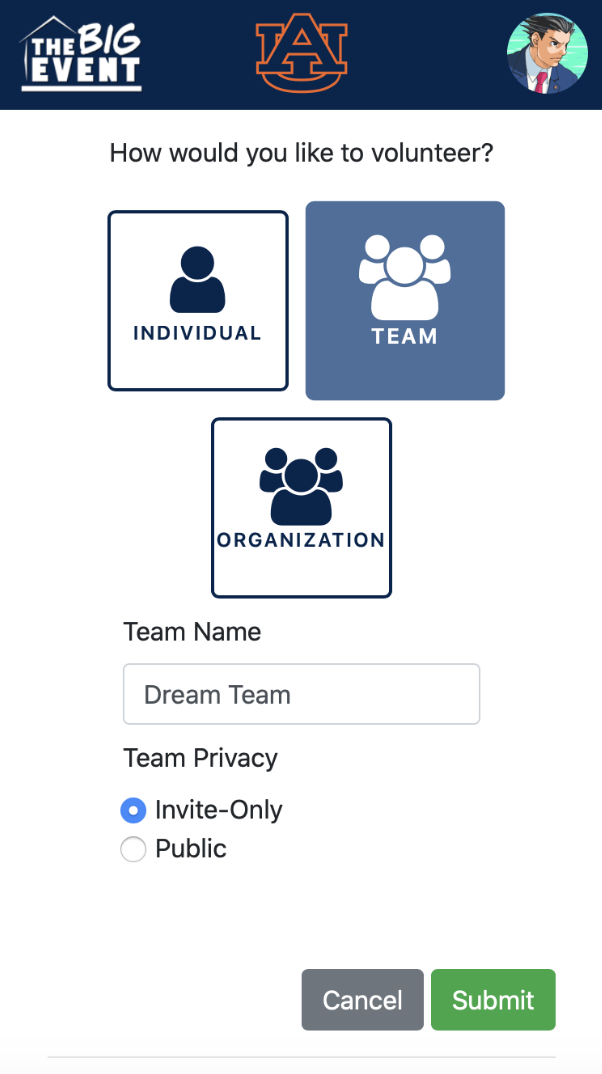 THE BIG
EVENT
AU
How would you like to volunteer?
INDIVIDUAL
TEAM
ORGANIZATION
Team Name
Dream Team
Team Privacy
Invite-Only
Public
Cancel
Submit